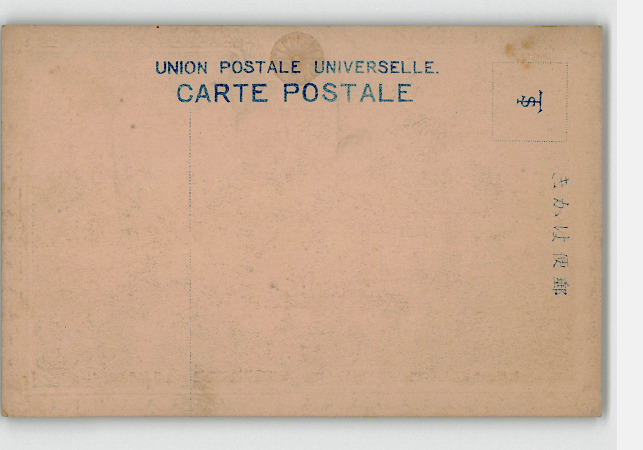 UNION POSTALE UNIVERSELLE.
CARTE POSTALE
郵便はかき